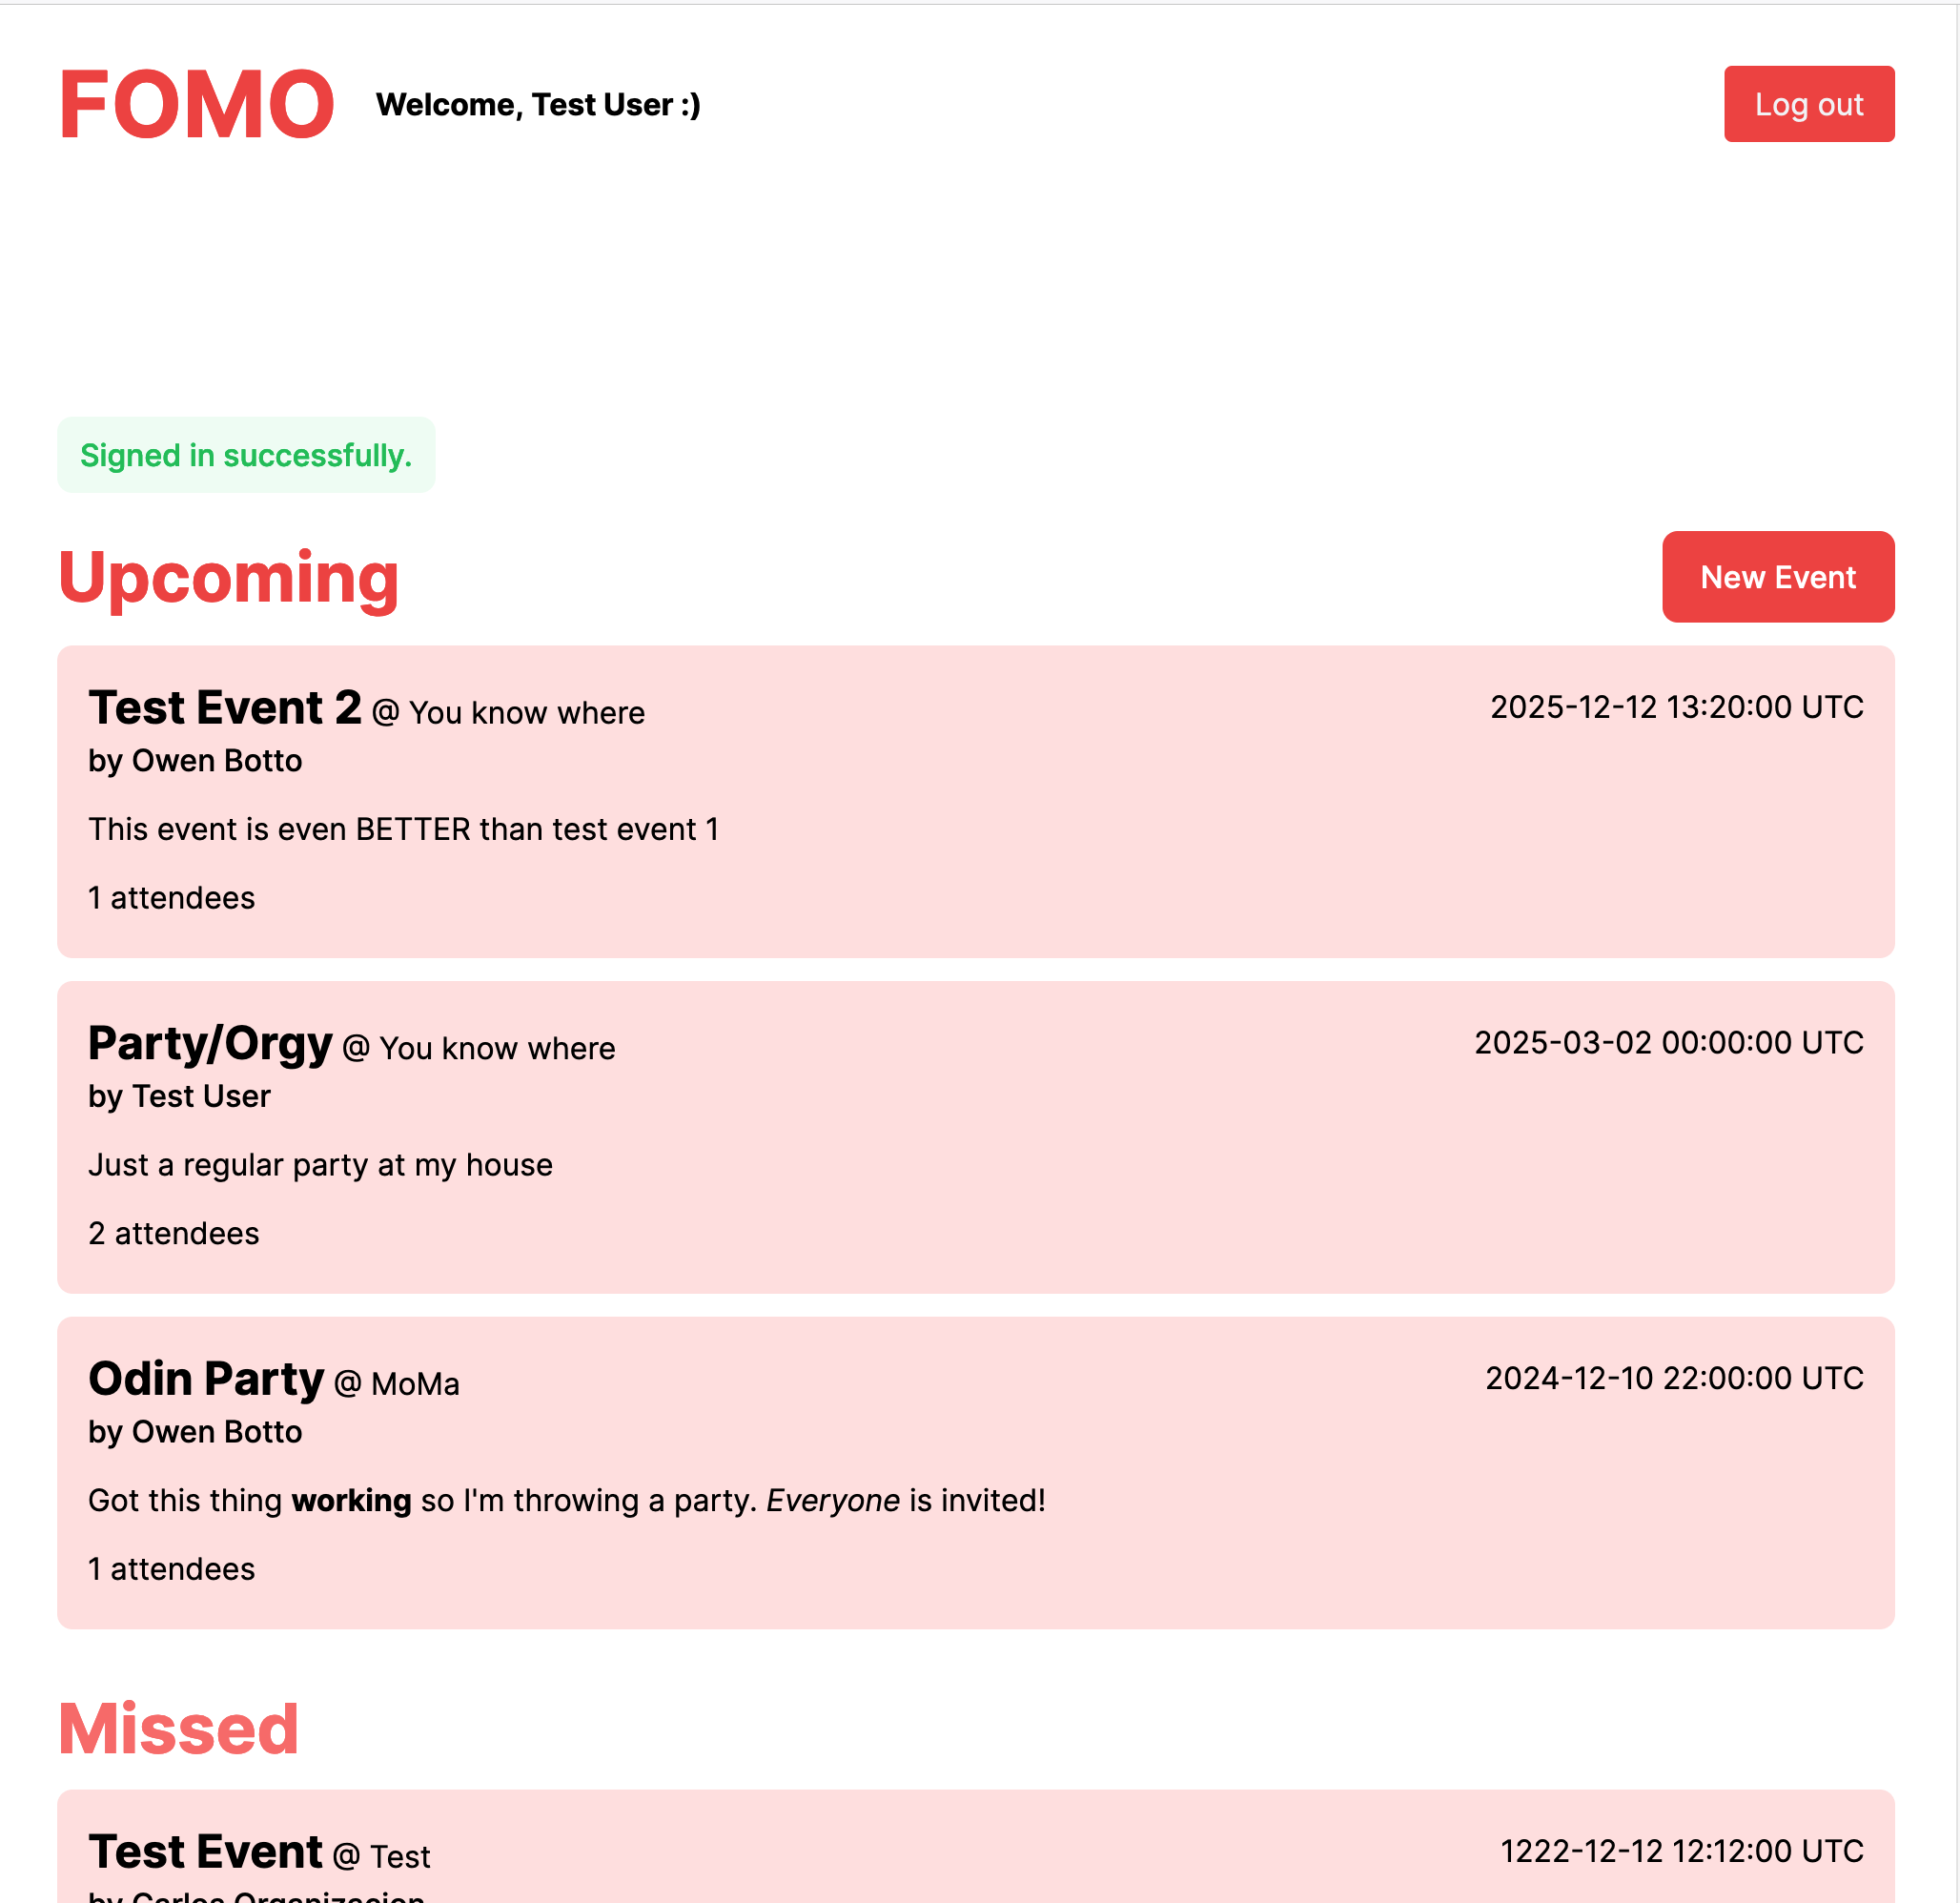 FOMO Welcome, Test User :) Log out
Signed in successfully.
Upcoming New Event
Test Event 2 @ You know where 2025-12-12 13:20:00 UTC
by Owen Botto
This event is even BETTER than test event 1
1 attendees
Party/Orgy @ You know where 2025-03-02 00:00:00 UTC
by Test User
Just a regular party at my house
2 attendees
Odin Party @ MoMa 2024-12-10 22:00:00 UTC
by Owen Botto
Got this thing working so I'm throwing a party. Everyone is invited!
1 attendees
Missed
Test Event @ Test 1222-12-12 12:12:00 UTC
by Carlos Organizacion